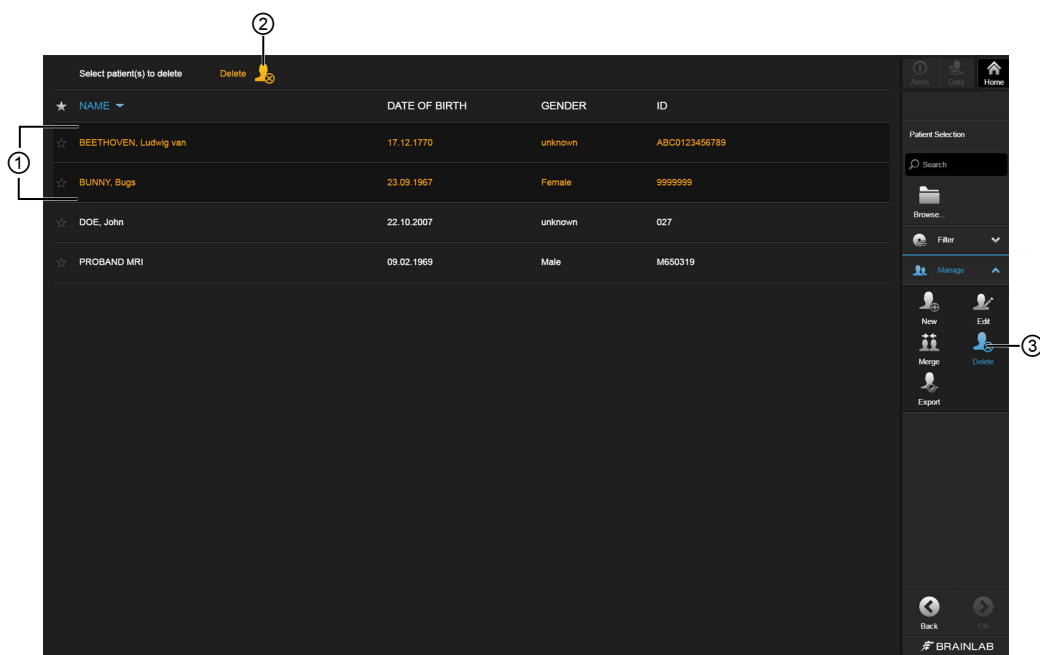 ②
Select patient(s) to delete Delete
Alerts Data Home
★ NAME DATE OF BIRTH GENDER ID
Patient Selection
①
☆ BEETHOVEN, Ludwig van 17.12.1770 unknown ABC0123456789
Search
☆ BUNNY, Bugs 23.09.1967 Female 9999999
Browse...
☆ DOE, John 22.10.2007 unknown 027
Filter
☆ PROBAND MRI 09.02.1969 Male M650319
Manage
New Edit
③
Merge Delete
Export
Back OK
BRAINLAB